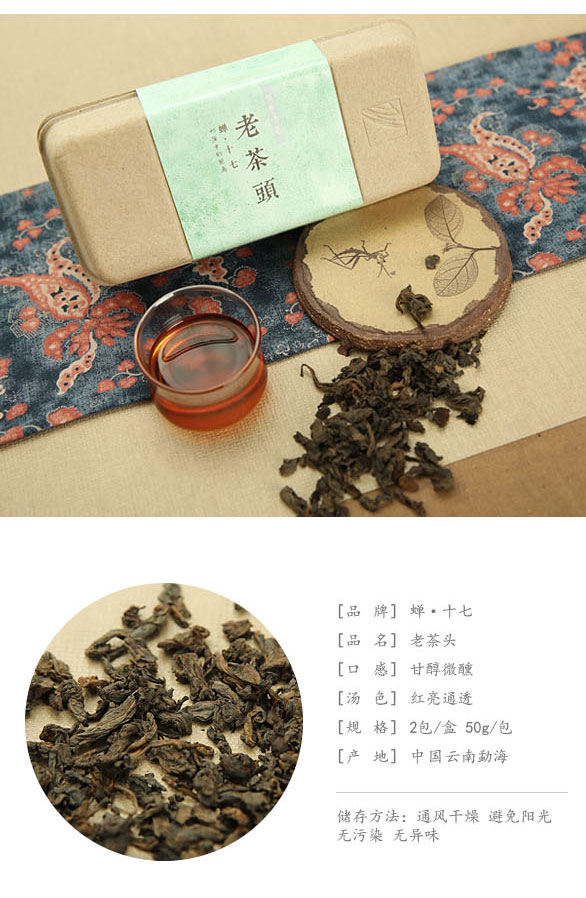 老茶頭
蝉·十七
[品 牌] 蝉·十七
[品 名] 老茶头
[口 感] 甘醇微醺
[汤 色] 红亮通透
[规 格] 2包/盒 50g/包
[产 地] 中国云南勐海
储存方法：通风干燥 避免阳光
无污染 无异味